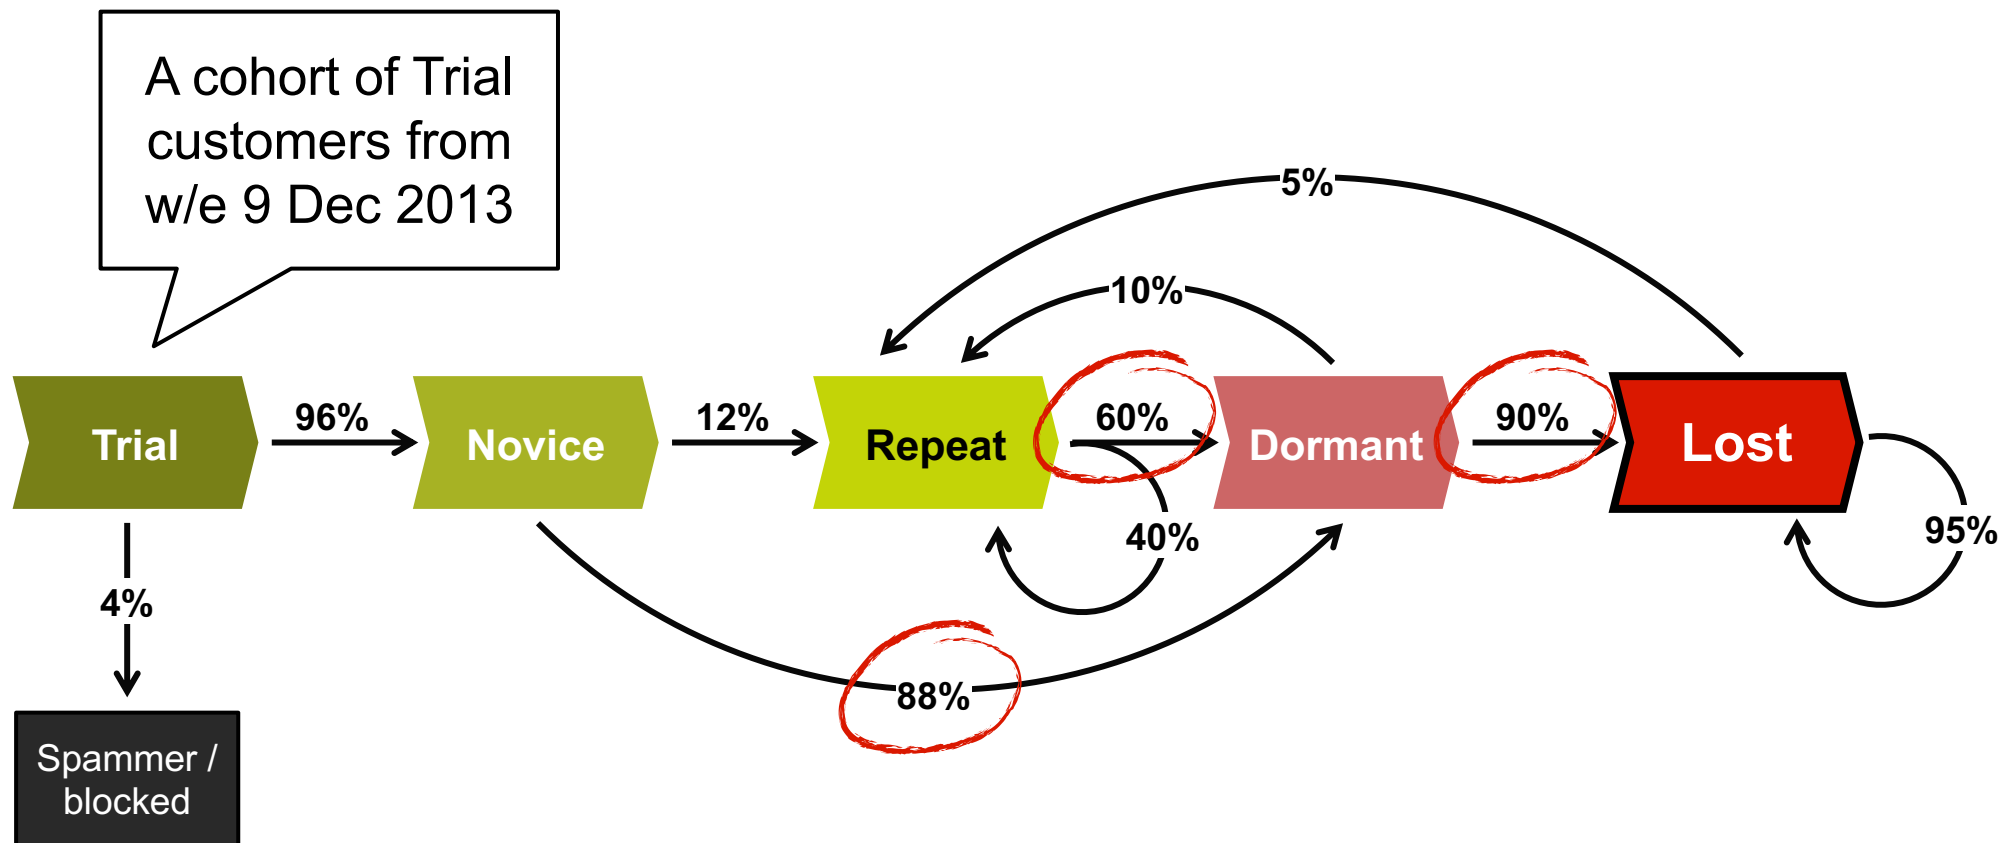 A cohort of Trial
customers from
w/e 9 Dec 2013
5%
10%
Trial
96%
Novice
12%
Repeat
60%
Dormant
90%
Lost
40%
95%
4%
88%
Spammer /
blocked